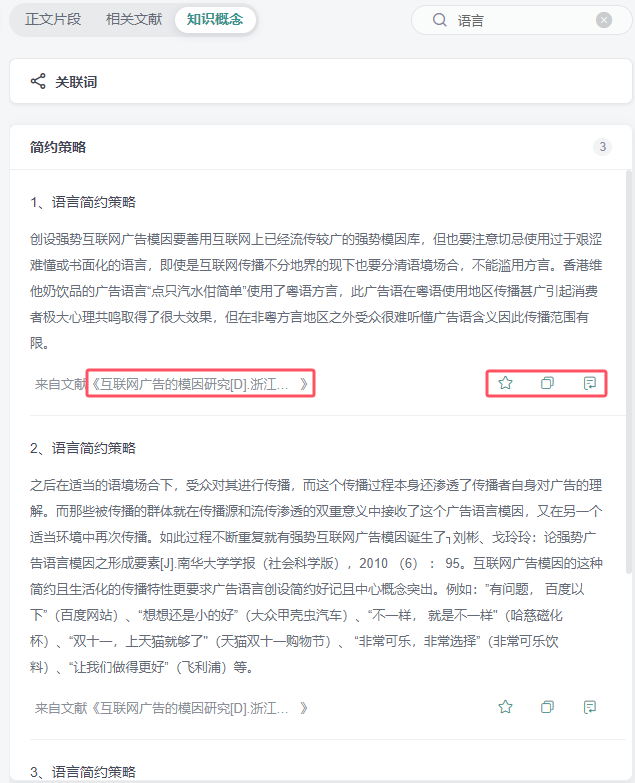 正文片段 相关文献 知识概念 语言
关联词
简约策略 3
1、语言简约策略
创设强势互联网广告模因要善用互联网上已经流传较广的强势模因库，但也要注意切忌使用过于艰涩
难懂或书面化的语言，即使是互联网传播不分地界的现下也要分清语境场合，不能滥用方言。香港维
他奶饮品的广告语言“点只汽水咁简单”使用了粤语方言，此广告语在粤语使用地区传播甚广引起消费
者极大心理共鸣取得了很大效果，但在非粤方言地区之外受众很难听懂广告语含义因此传播范围有
限。
来自文献《互联网广告的模因研究[D].浙江... 》
2、语言简约策略
之后在适当的语境场合下，受众对其进行传播，而这个传播过程本身还渗透了传播者自身对广告的理
解。而那些被传播的群体就在传播源和流传渗透的双重意义中接收了这个广告语言模因，又在另一个
适当环境中再次传播。如此过程不断重复就有强势互联网广告模因诞生了┒刘彬、戈玲玲：论强势广
告语言模因之形成要素[J].南华大学学报（社会科学版），2010 （6） ： 95。互联网广告模因的这种
简约且生活化的传播特性更要求广告语言创设简约好记且中心概念突出。例如：”有问题， 百度以
下”（百度网站）、“想想还是小的好”（大众甲壳虫汽车）、“不一样， 就是不一样”（哈慈磁化
杯）、“双十一，上天猫就够了”（天猫双十一购物节）、 “非常可乐，非常选择”（非常可乐饮
料）、“让我们做得更好”（飞利浦）等。
来自文献《互联网广告的模因研究[D].浙江... 》
3、语言简约策略